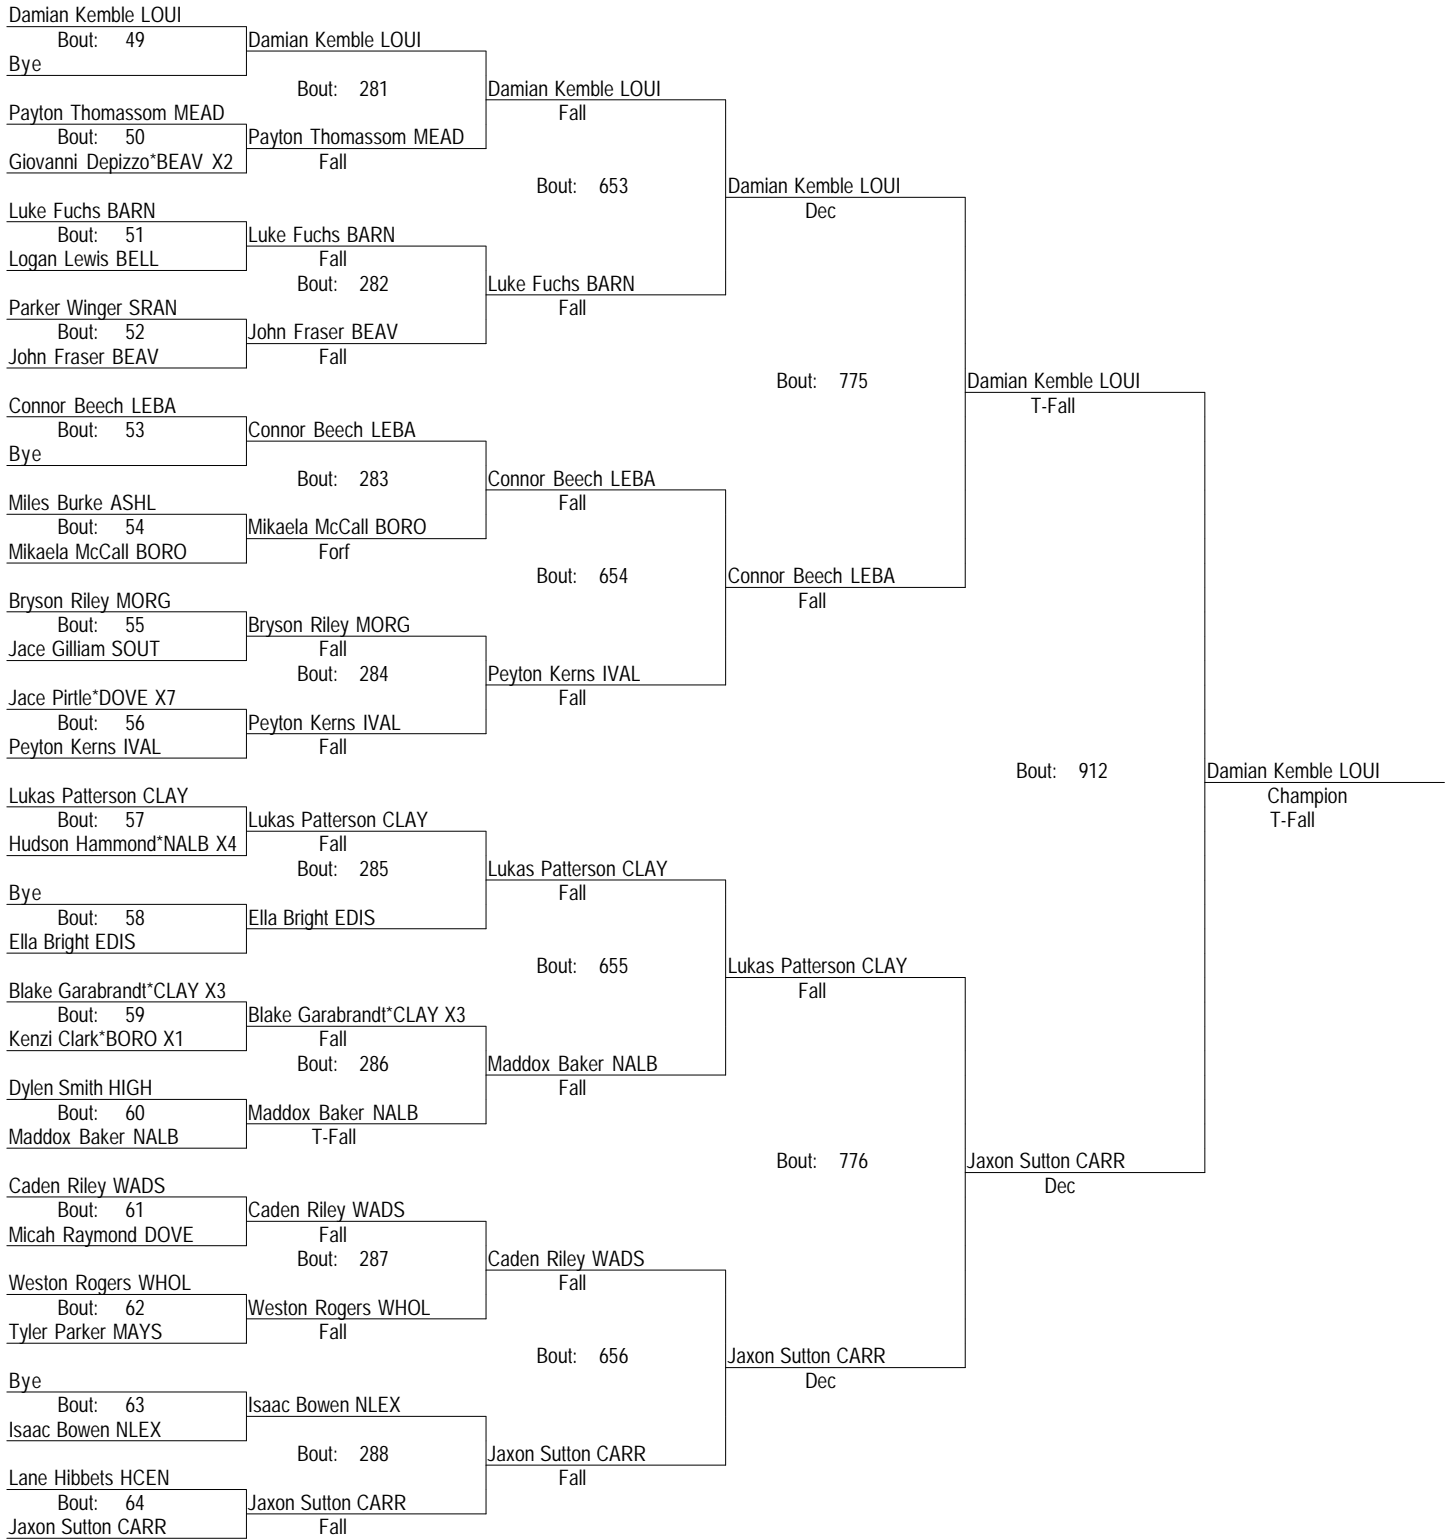 Damian Kemble LOUI
Bout: 49
Damian Kemble LOUI
Bye
Bout: 281
Damian Kemble LOUI
Payton Thomassom MEAD
Fall
Bout: 50
Payton Thomassom MEAD
Giovanni Depizzo*BEAV X2
Fall
Bout: 653
Damian Kemble LOUI
Luke Fuchs BARN
Dec
Bout: 51
Luke Fuchs BARN
Logan Lewis BELL
Fall
Bout: 282
Luke Fuchs BARN
Parker Winger SRAN
Fall
Bout: 52
John Fraser BEAV
John Fraser BEAV
Fall
Bout: 775
Damian Kemble LOUI
Connor Beech LEBA
T-Fall
Bout: 53
Connor Beech LEBA
Bye
Bout: 283
Connor Beech LEBA
Miles Burke ASHL
Fall
Bout: 54
Mikaela McCall BORO
Mikaela McCall BORO
Forf
Bout: 654
Connor Beech LEBA
Bryson Riley MORG
Fall
Bout: 55
Bryson Riley MORG
Jace Gilliam SOUT
Fall
Bout: 284
Peyton Kerns IVAL
Jace Pirtle*DOVE X7
Fall
Bout: 56
Peyton Kerns IVAL
Peyton Kerns IVAL
Fall
Bout: 912
Damian Kemble LOUI
Lukas Patterson CLAY
Champion
Bout: 57
Lukas Patterson CLAY
T-Fall
Hudson Hammond*NALB X4
Fall
Bout: 285
Lukas Patterson CLAY
Bye
Fall
Bout: 58
Ella Bright EDIS
Ella Bright EDIS
Bout: 655
Lukas Patterson CLAY
Blake Garabrandt*CLAY X3
Fall
Bout: 59
Blake Garabrandt*CLAY X3
Kenzi Clark*BORO X1
Fall
Bout: 286
Maddox Baker NALB
Dylen Smith HIGH
Fall
Bout: 60
Maddox Baker NALB
Maddox Baker NALB
T-Fall
Bout: 776
Jaxon Sutton CARR
Caden Riley WADS
Dec
Bout: 61
Caden Riley WADS
Micah Raymond DOVE
Fall
Bout: 287
Caden Riley WADS
Weston Rogers WHOL
Fall
Bout: 62
Weston Rogers WHOL
Tyler Parker MAYS
Fall
Bout: 656
Jaxon Sutton CARR
Bye
Dec
Bout: 63
Isaac Bowen NLEX
Isaac Bowen NLEX
Bout: 288
Jaxon Sutton CARR
Lane Hibbets HCEN
Fall
Bout: 64
Jaxon Sutton CARR
Jaxon Sutton CARR
Fall